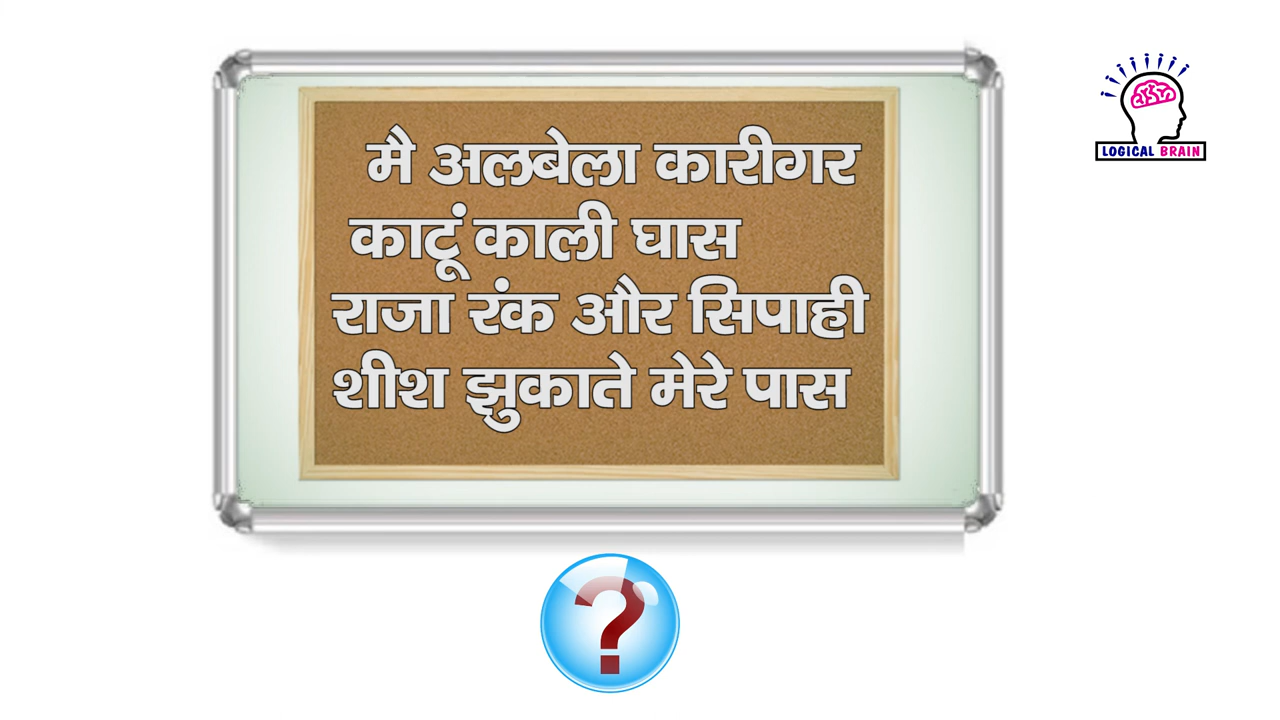 मै अलबेला कारीगर
काटूं काली घास
राजा रंक और सिपाही
शीश झुकाते मेरे पास
?
LOGICAL BRAIN